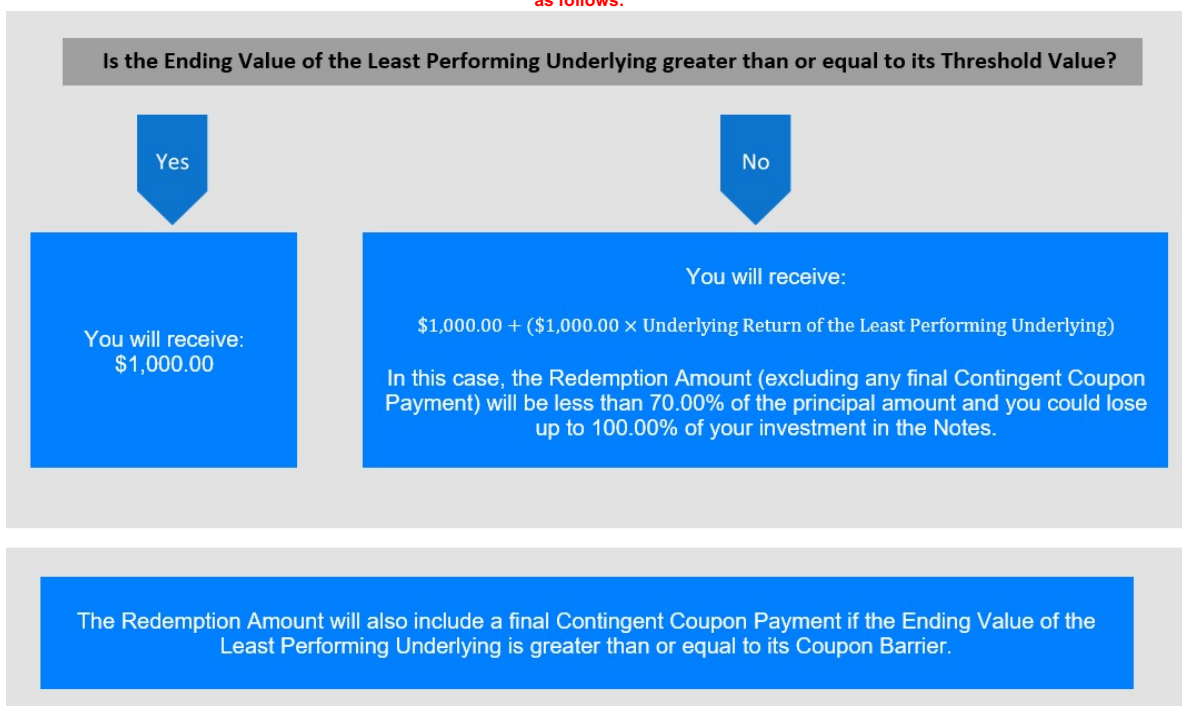 as follows:
Is the Ending Value of the Least Performing Underlying greater than or equal to its Threshold Value?
Yes
No
You will receive:
$1,000.00
You will receive:
$1,000.00 + ($1,000.00 × Underlying Return of the Least Performing Underlying)
In this case, the Redemption Amount (excluding any final Contingent Coupon
Payment) will be less than 70.00% of the principal amount and you could lose
up to 100.00% of your investment in the Notes.
The Redemption Amount will also include a final Contingent Coupon Payment if the Ending Value of the
Least Performing Underlying is greater than or equal to its Coupon Barrier.